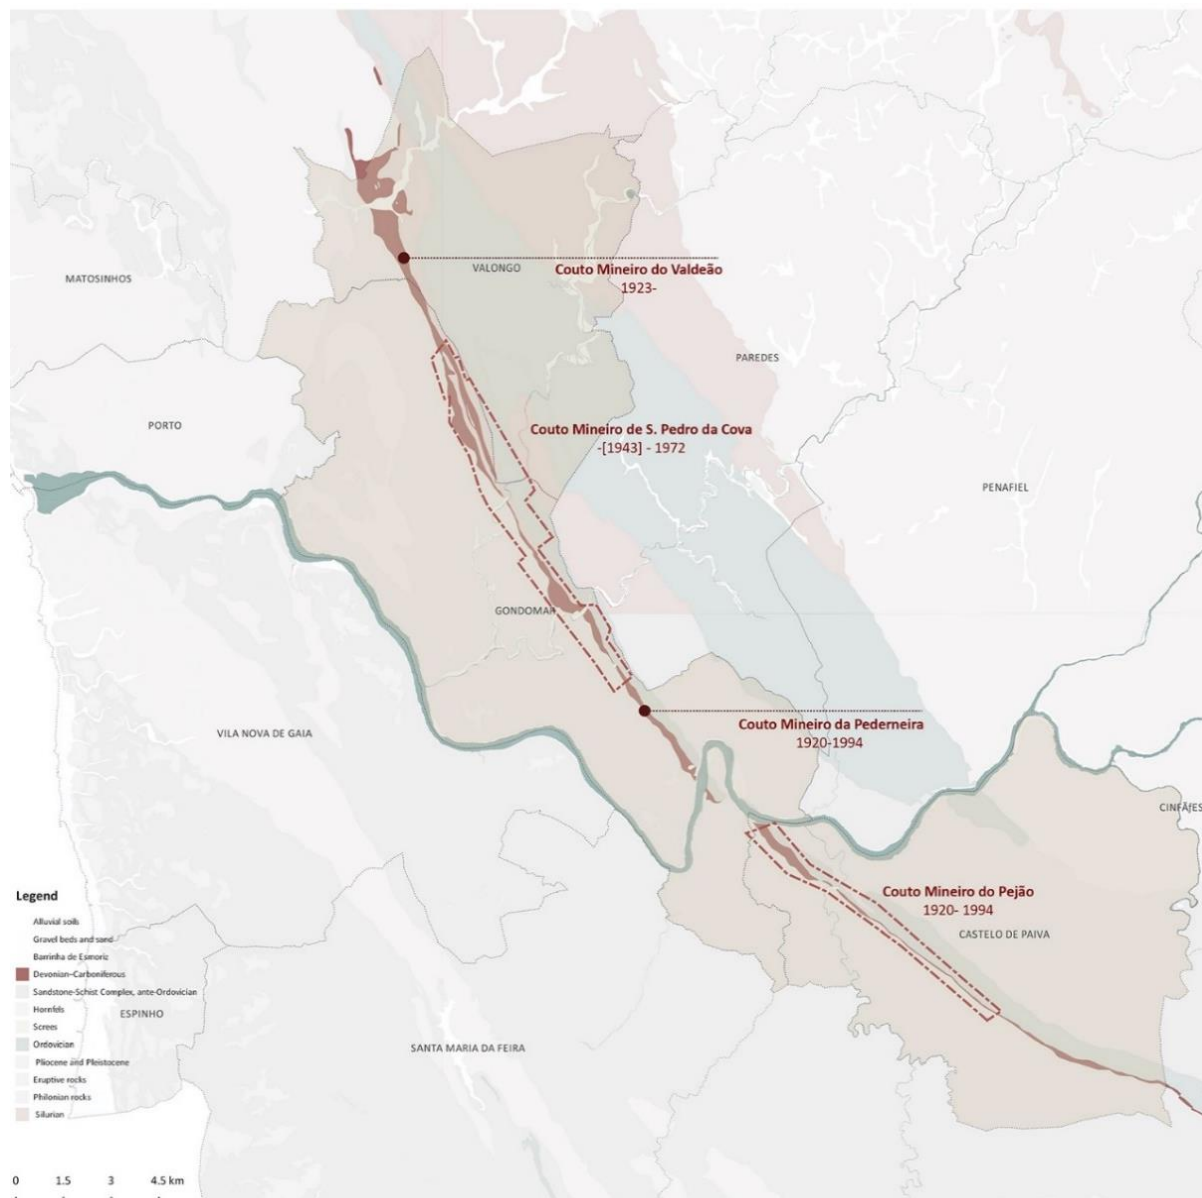 MATOSINHOS
VALONGO
Couto Mineiro do Valdeão
1923-
PAREDES
PORTO
Couto Mineiro de S. Pedro da Cova
-[1943] - 1972
PENAFIEL
GONDOMAR
VILA NOVA DE GAIA
Couto Mineiro da Pederneira
1920-1994
CINFÃƒES
Couto Mineiro do Pejão
1920- 1994
CASTELO DE PAIVA
ESPINHO
SANTA MARIA DA FEIRA
Legend
Alluvial soils
Gravel beds and sand
Barrinha de Esmoriz
Devonian-Carboniferous
Sandstone-Schist Complex, ante-Ordovician
Hornfels
Screes
Ordovician
Pliocene and Pleistocene
Eruptive rocks
Philonian rocks
Silurian
0 1.5 3 4.5 km